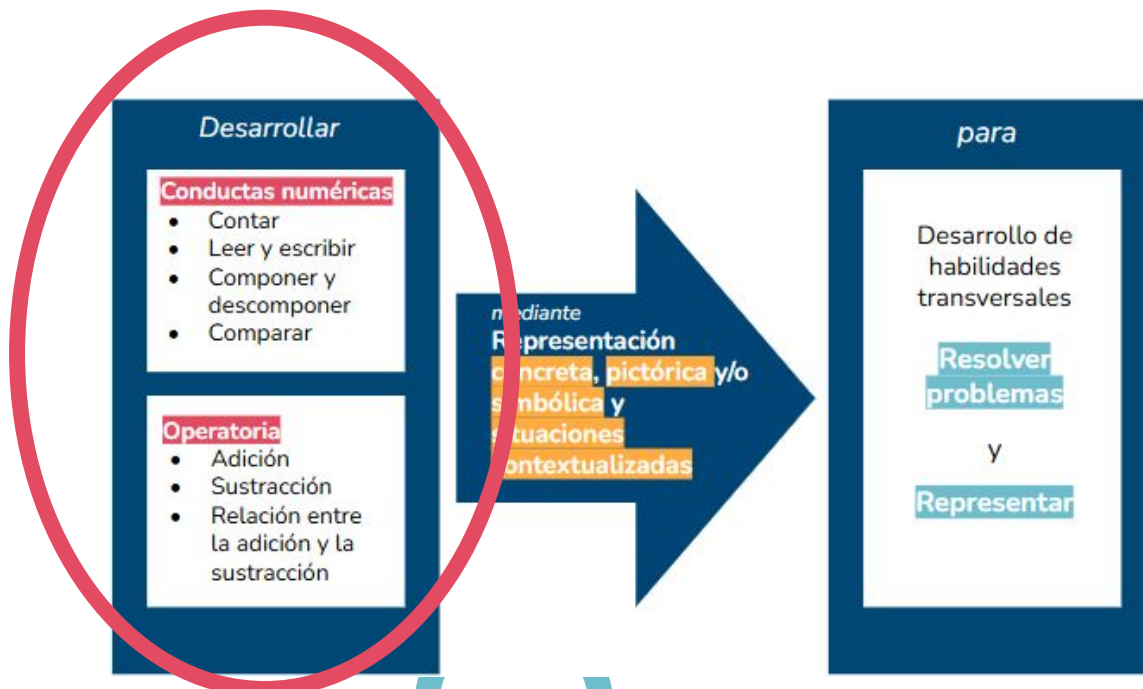 Desarrollar
Conductas numéricas
• Contar
• Leer y escribir
• Componer y
descomponer
• Comparar
Operatoria
• Adición
• Sustracción
• Relación entre
la adición y la
sustracción
mediante
Representación
concreta, pictórica y/o
simbólica y
situaciones
contextualizadas
para
Desarrollo de
habilidades
transversales
Resolver
problemas
y
Representar